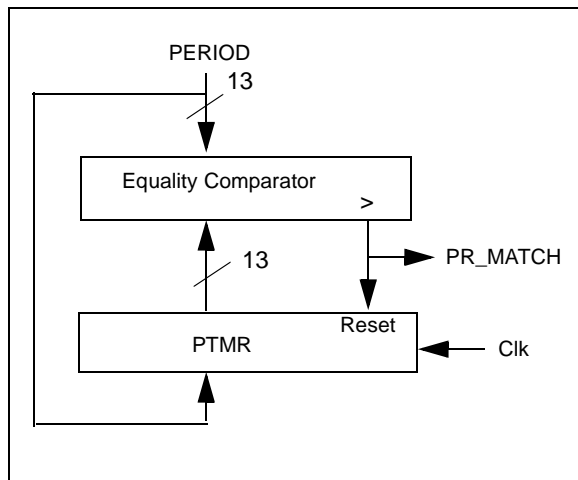 PERIOD
13
Equality Comparator
>
13
PR_MATCH
Reset
PTMR
Clk